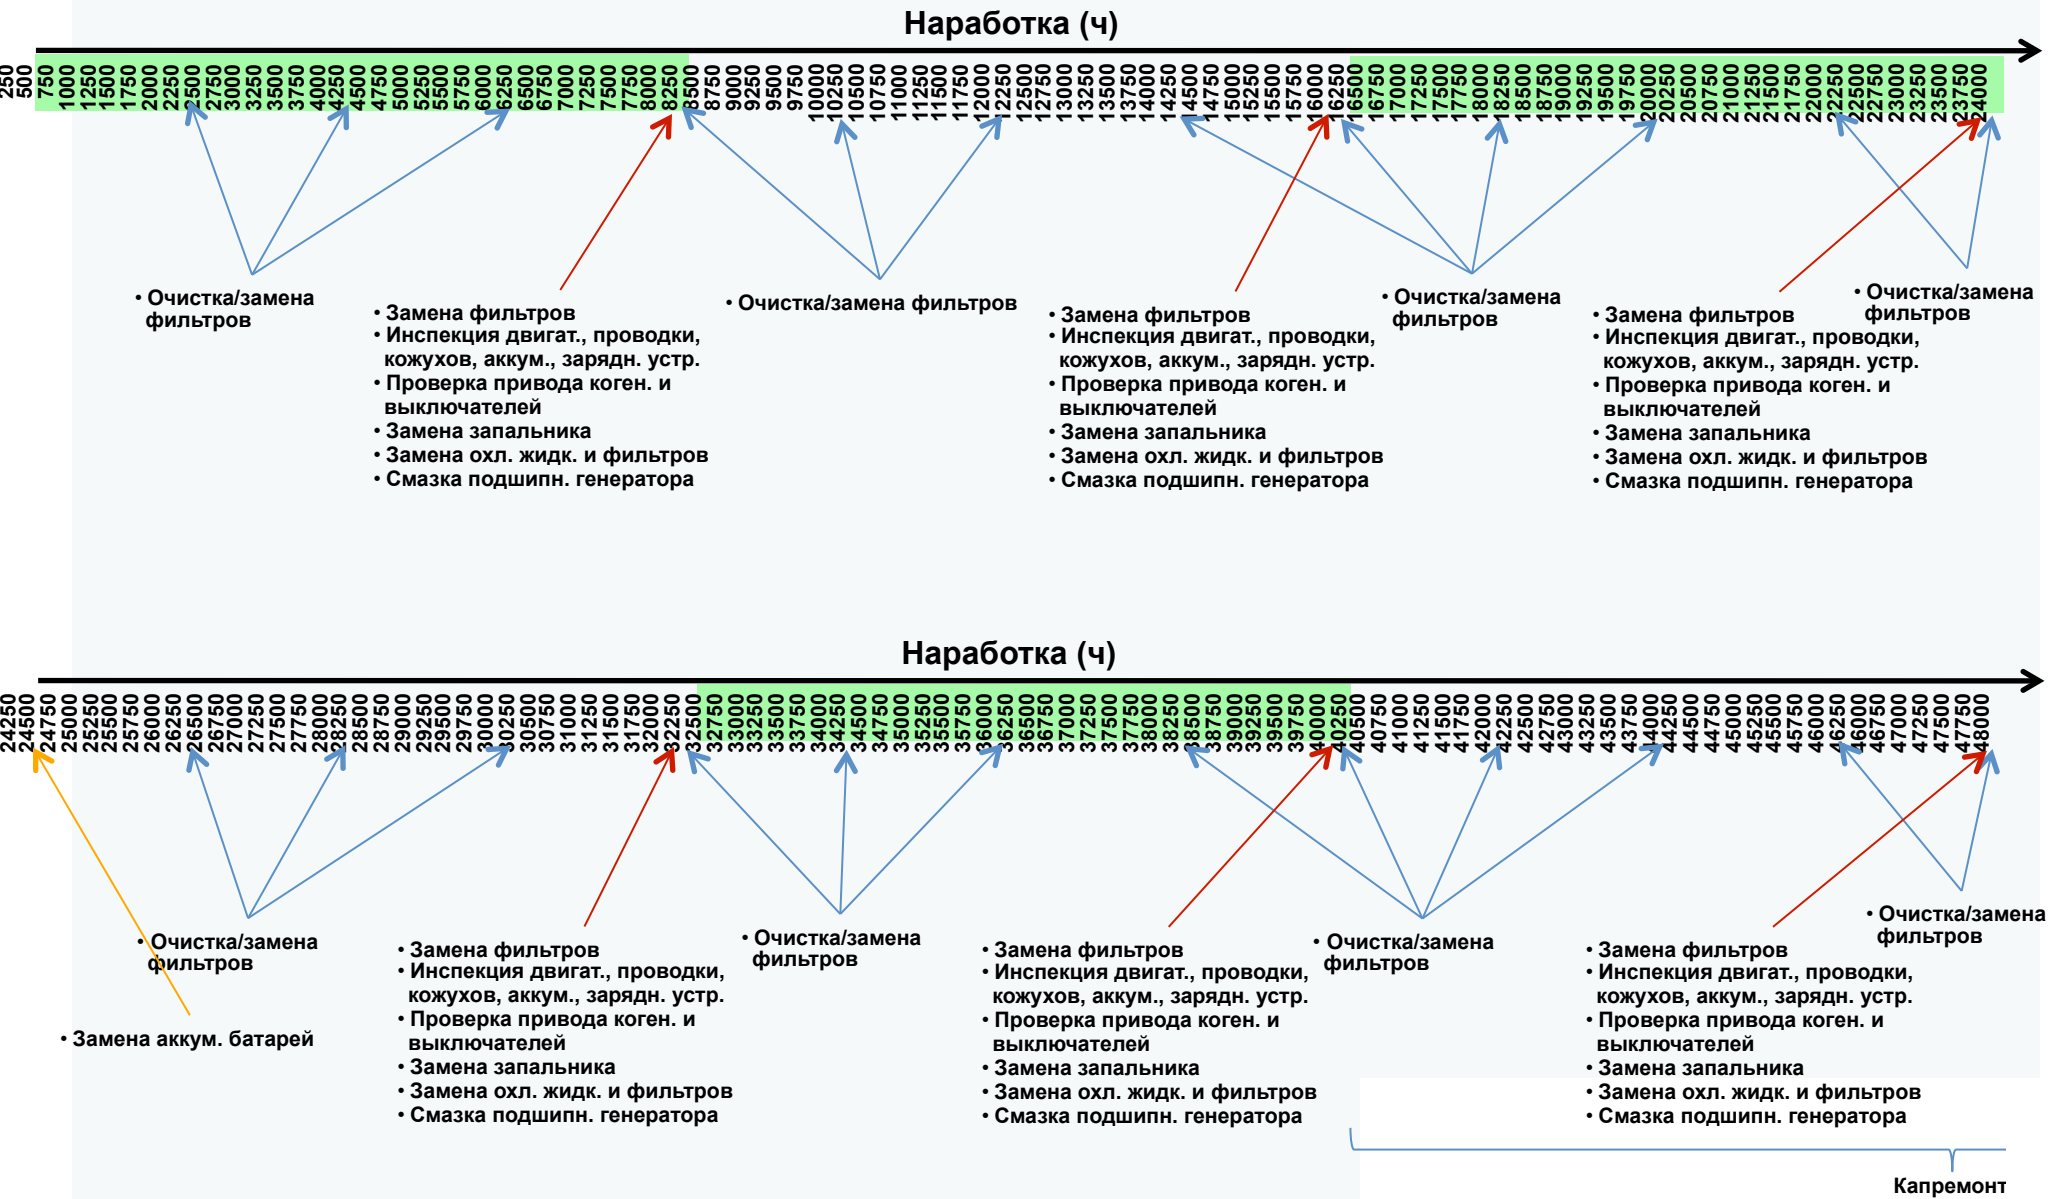 Наработка (ч)
250 500 750 1000 1250 1500 1750 2000 2250 2500 2750 3000 3250 3500 3750 4000 4250 4500 4750 5000 5250 5500 5750 6000 6250 6500 6750 7000 7250 7500 7750 8000 8250 8500 8750 9000 9250 9500 9750 10000 10250 10500 10750 11000 11250 11500 11750 12000 12250 12500 12750 13000 13250 13500 13750 14000 14250 14500 14750 15000 15250 15500 15750 16000 16250 16500 16750 17000 17250 17500 17750 18000 18250 18500 18750 19000 19250 19500 19750 20000 20250 20500 20750 21000 21250 21500 21750 22000 22250 22500 22750 23000 23250 23500 23750 24000
• Очистка/замена
фильтров
• Замена фильтров
• Инспекция двигат., проводки,
кожухов, аккум., зарядн. устр.
• Проверка привода коген. и
выключателей
• Замена запальника
• Замена охл. жидк. и фильтров
• Смазка подшипн. генератора
• Очистка/замена фильтров
• Замена фильтров
• Инспекция двигат., проводки,
кожухов, аккум., зарядн. устр.
• Проверка привода коген. и
выключателей
• Замена запальника
• Замена охл. жидк. и фильтров
• Смазка подшипн. генератора
• Очистка/замена
фильтров
• Замена фильтров
• Инспекция двигат., проводки,
кожухов, аккум., зарядн. устр.
• Проверка привода коген. и
выключателей
• Замена запальника
• Замена охл. жидк. и фильтров
• Смазка подшипн. генератора
• Очистка/замена
фильтров
Наработка (ч)
24250 24500 24750 25000 25250 25500 25750 26000 26250 26500 26750 27000 27250 27500 27750 28000 28250 28500 28750 29000 29250 29500 29750 30000 30250 30500 30750 31000 31250 31500 31750 32000 32250 32500 32750 33000 33250 33500 33750 34000 34250 34500 34750 35000 35250 35500 35750 36000 36250 36500 36750 37000 37250 37500 37750 38000 38250 38500 38750 39000 39250 39500 39750 40000 40250 40500 40750 41000 41250 41500 41750 42000 42250 42500 42750 43000 43250 43500 43750 44000 44250 44500 44750 45000 45250 45500 45750 46000 46250 46500 46750 47000 47250 47500 47750 48000
• Очистка/замена
фильтров
• Замена аккум. батарей
• Замена фильтров
• Инспекция двигат., проводки,
кожухов, аккум., зарядн. устр.
• Проверка привода коген. и
выключателей
• Замена запальника
• Замена охл. жидк. и фильтров
• Смазка подшипн. генератора
• Очистка/замена
фильтров
• Замена фильтров
• Инспекция двигат., проводки,
кожухов, аккум., зарядн. устр.
• Проверка привода коген. и
выключателей
• Замена запальника
• Замена охл. жидк. и фильтров
• Смазка подшипн. генератора
• Очистка/замена
фильтров
• Замена фильтров
• Инспекция двигат., проводки,
кожухов, аккум., зарядн. устр.
• Проверка привода коген. и
выключателей
• Замена запальника
• Замена охл. жидк. и фильтров
• Смазка подшипн. генератора
• Очистка/замена
фильтров
Капремонт